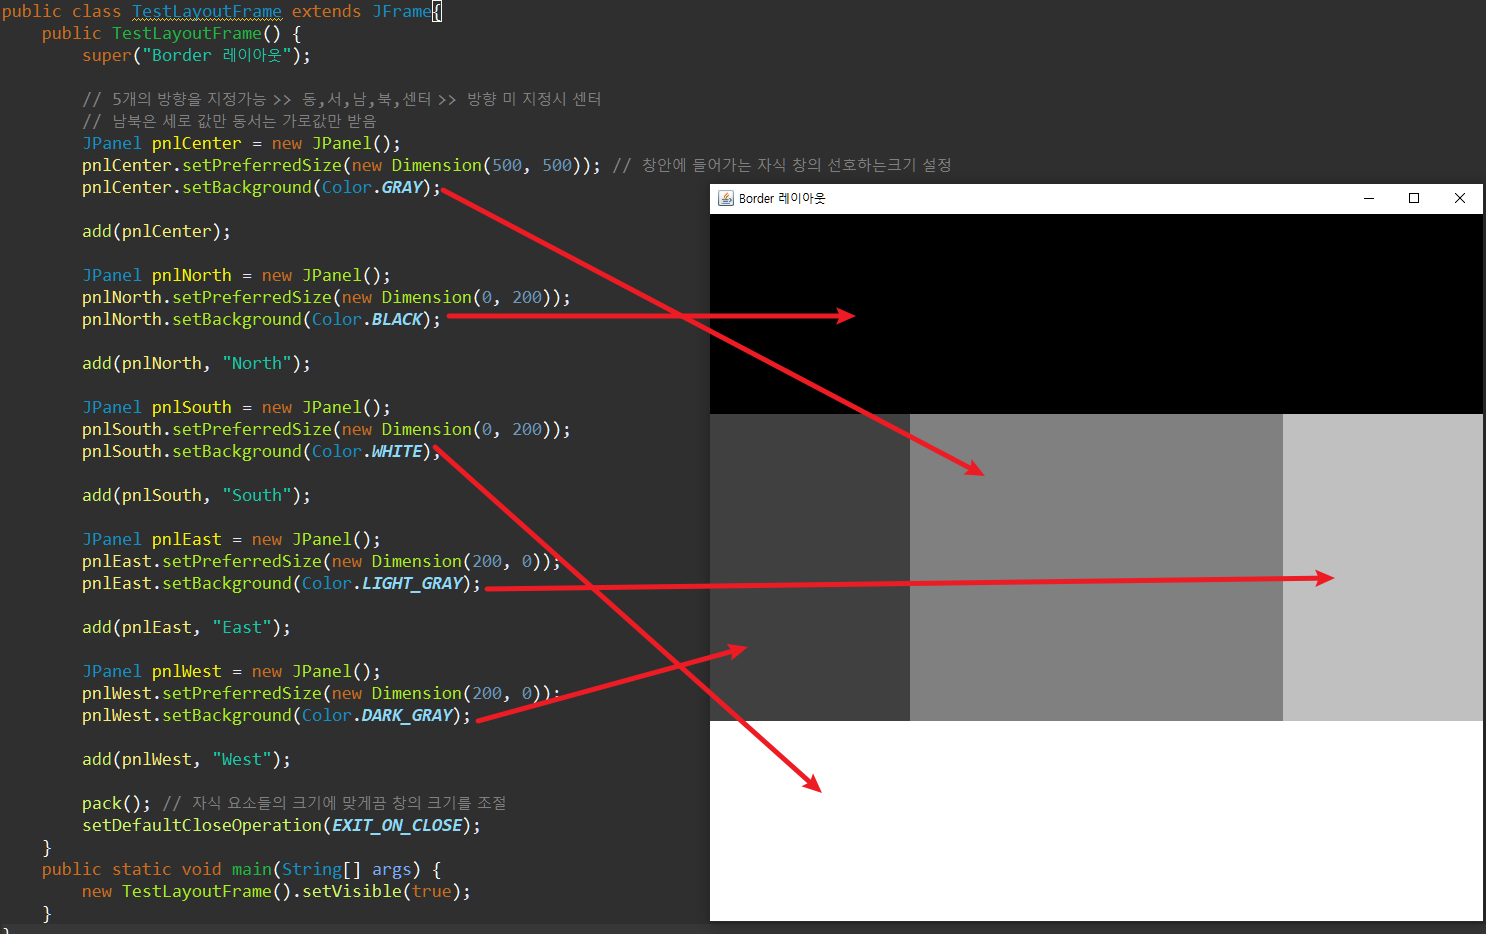 public class TestLayoutFrame extends JFrame{
public TestLayoutFrame() {
super("Border 레이아웃");
// 5개의 방향을 지정가능 >> 동,서,남,북,센터 >> 방향 미 지정시 센터
// 남북은 세로 값만 동서는 가로값만 받음
JPanel pnlCenter = new JPanel();
pnlCenter.setPreferredSize(new Dimension(500, 500)); // 창안에 들어가는 자식 창의 선호하는크기 설정
pnlCenter.setBackground(Color.GRAY);
Border 레이아웃
add(pnlCenter);
JPanel pnlNorth = new JPanel();
pnlNorth.setPreferredSize(new Dimension(0, 200));
pnlNorth.setBackground(Color.BLACK);
add(pnlNorth, "North");
JPanel pnlSouth = new JPanel();
pnlSouth.setPreferredSize(new Dimension(0, 200));
pnlSouth.setBackground(Color.WHITE);
add(pnlSouth, "South");
JPanel pnlEast = new JPanel();
pnlEast.setPreferredSize(new Dimension(200, 0));
pnlEast.setBackground(Color.LIGHT_GRAY);
add(pnlEast, "East");
JPanel pnlWest = new JPanel();
pnlWest.setPreferredSize(new Dimension(200, 0));
pnlWest.setBackground(Color.DARK_GRAY);
add(pnlWest, "West");
pack(); // 자식 요소들의 크기에 맞게끔 창의 크기를 조절
setDefaultCloseOperation(EXIT_ON_CLOSE);
}
public static void main(String[] args) {
new TestLayoutFrame().setVisible(true);
}
}